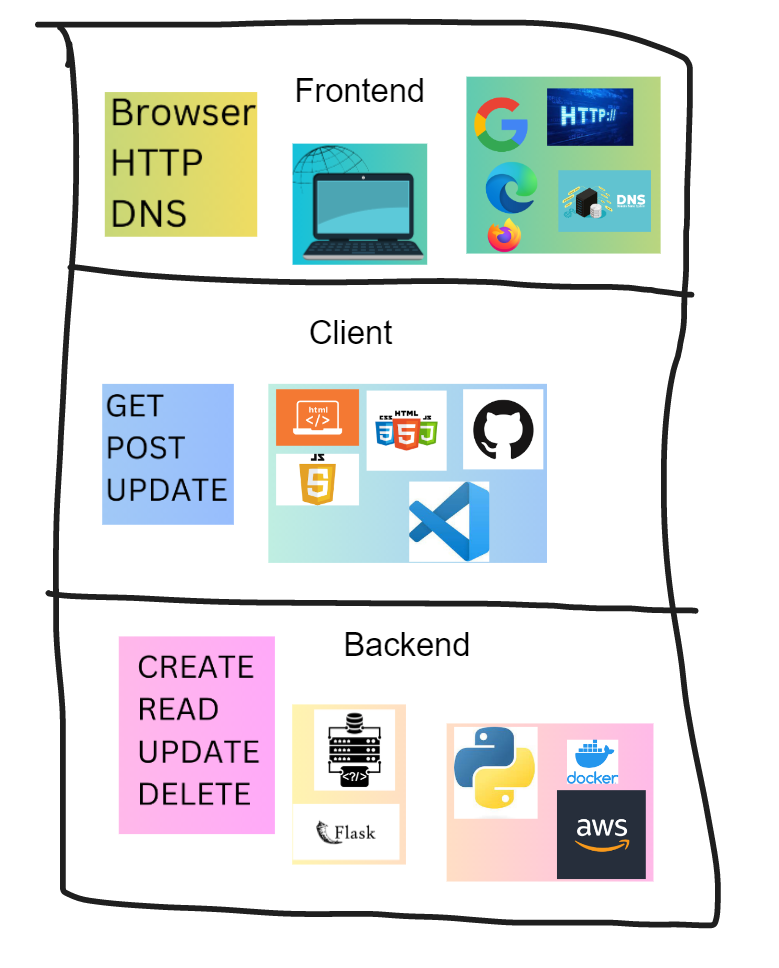 Frontend
Browser
HTTP
DNS
HTTP://
DNS
Client
GET
POST
UPDATE
html
</>
CSS HTML JS
JS
Backend
CREATE
READ
UPDATE
DELETE
<?/>
Flask
docker
aws